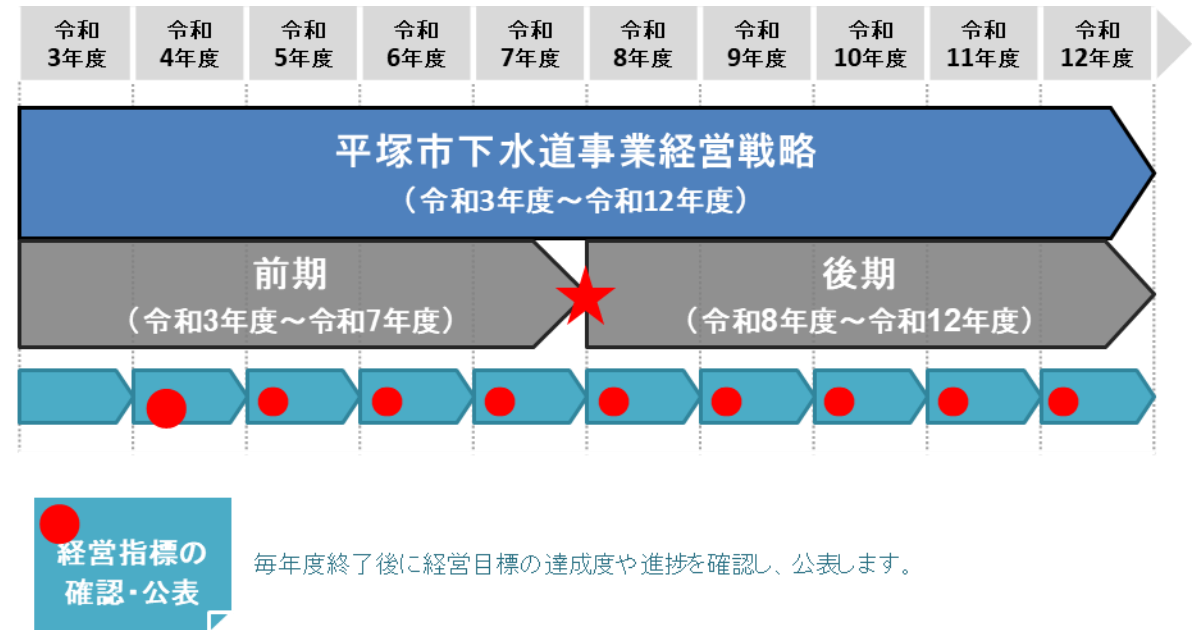 令和 令和 令和 令和 令和 令和 令和 令和 令和 令和
3年度 4年度 5年度 6年度 7年度 8年度 9年度 10年度 11年度 12年度
平塚市下水道事業経営戦略
（令和3年度～令和12年度）
前期 後期
（令和3年度～令和7年度） （令和8年度～令和12年度）
経営指標の
確認・公表
毎年度終了後に経営目標の達成度や進捗を確認し、公表します。